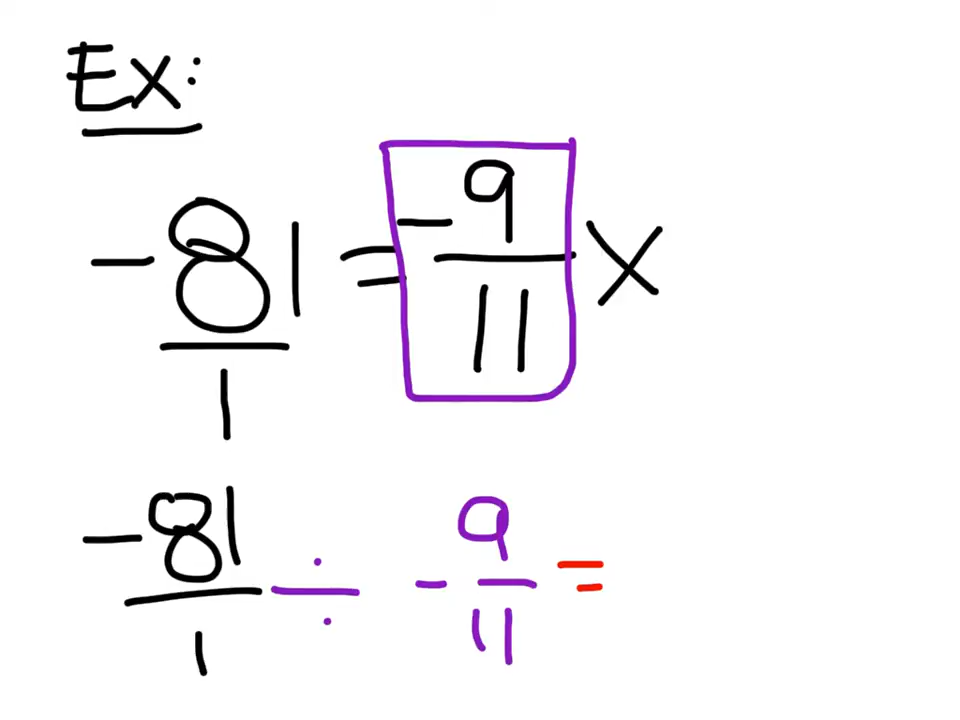 Ex:
-81/1 = -9/11 x
-81/1 ÷ -9/11 =